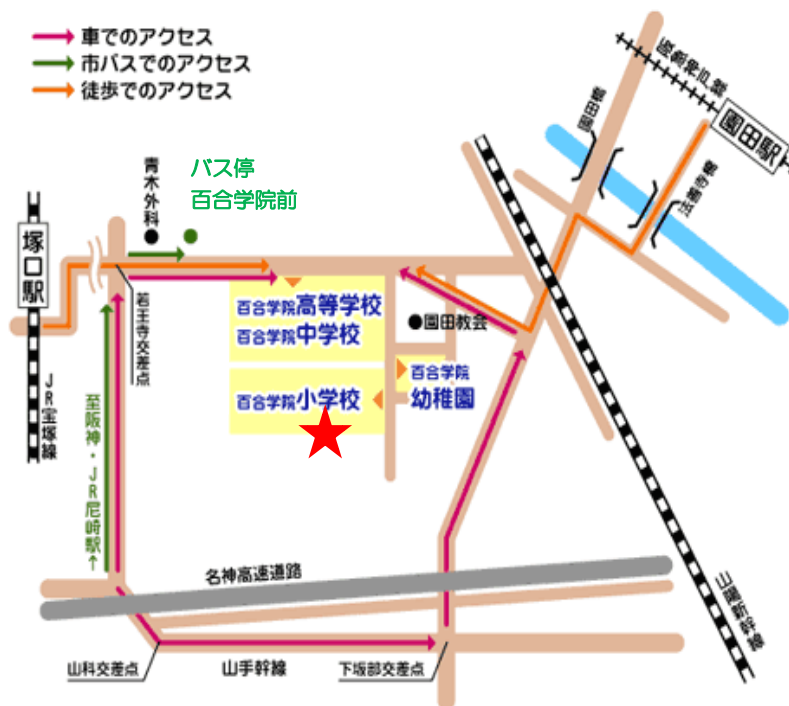 車でのアクセス
市バスでのアクセス
徒歩でのアクセス
阪急神戸線
園田駅
園田橋
法善寺橋
バス停
百合学院前
青木外科
塚口駅
JR宝塚線
若王寺交差点
百合学院高等学校
百合学院中学校
園田教会
百合学院
幼稚園
百合学院小学校
至阪神・JR尼崎駅↑
名神高速道路
山陽新幹線
山科交差点
山手幹線
下坂部交差点